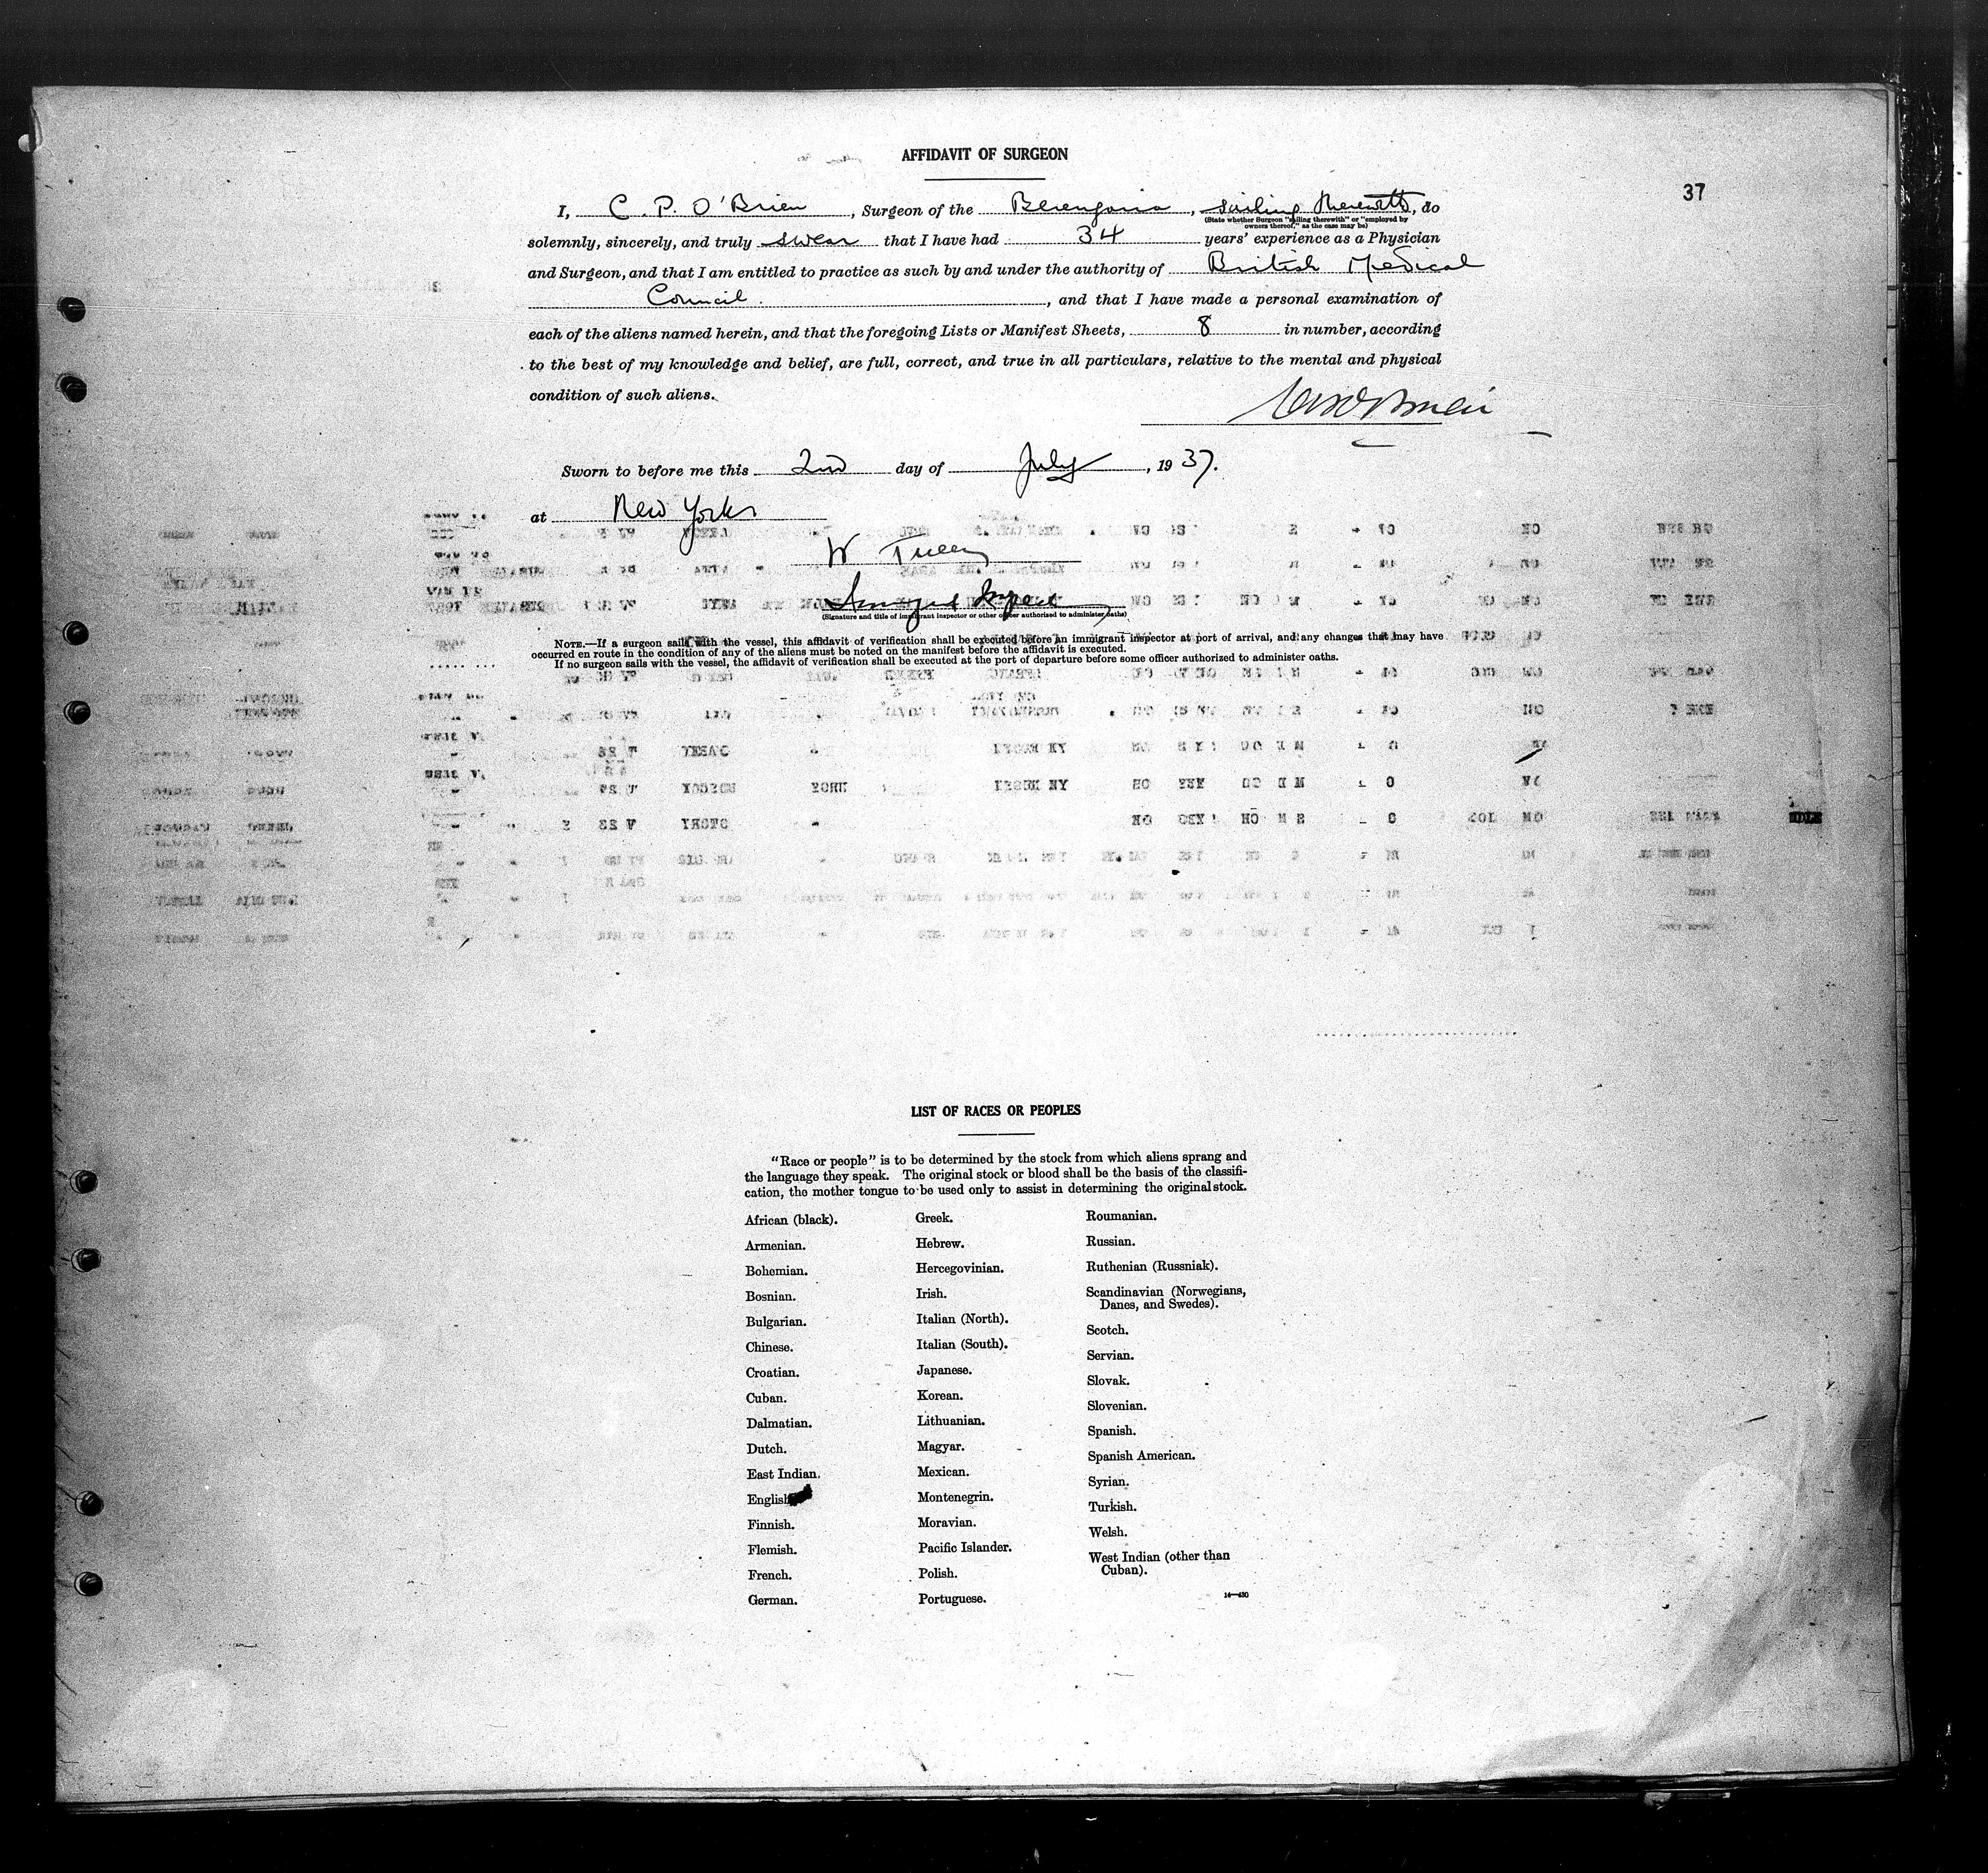 AFFIDAVIT OF SURGEON
37
I, C. P. O'Brien, Surgeon of the Berengaria, sailing therewith, do
(State whether Surgeon "sailing therewith" or "employed by
owners thereof," as the case may be)
solemnly, sincerely, and truly swear that I have had 34 years' experience as a Physician
and Surgeon, and that I am entitled to practice as such by and under the authority of British Medical
Council., and that I have made a personal examination of
each of the aliens named herein, and that the foregoing Lists or Manifest Sheets, 8 in number, according
to the best of my knowledge and belief, are full, correct, and true in all particulars, relative to the mental and physical
condition of such aliens.
Sworn to before me this 2nd day of July, 1937.
at New York
W
(Signature and title of immigrant inspector or other officer authorized to administer oaths)
NOTE.—If a surgeon sails with the vessel, this affidavit of verification shall be executed before an immigrant inspector at port of arrival, and any changes that may have
occurred en route in the condition of any of the aliens must be noted on the manifest before the affidavit is executed.
If no surgeon sails with the vessel, the affidavit of verification shall be executed at the port of departure before some officer authorized to administer oaths.
LIST OF RACES OR PEOPLES
"Race or people" is to be determined by the stock from which aliens sprang and
the language they speak. The original stock or blood shall be the basis of the classifi-
cation, the mother tongue to be used only to assist in determining the original stock.
African (black).
Armenian.
Bohemian.
Bosnian.
Bulgarian.
Chinese.
Croatian.
Cuban.
Dalmatian.
Dutch.
East Indian.
English
Finnish.
Flemish.
French.
German.
Greek.
Hebrew.
Hercegovinian.
Irish.
Italian (North).
Italian (South).
Japanese.
Korean.
Lithuanian.
Magyar.
Mexican.
Montenegrin.
Moravian.
Pacific Islander.
Polish.
Portuguese.
Roumanian.
Russian.
Ruthenian (Russniak).
Scandinavian (Norwegians,
Danes, and Swedes).
Scotch.
Servian.
Slovak.
Slovenian.
Spanish.
Spanish American.
Syrian.
Turkish.
Welsh.
West Indian (other than
Cuban).
14—430